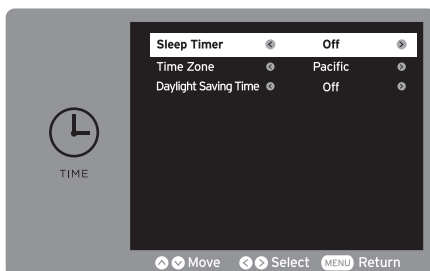 Sleep Timer Off
Time Zone Pacific
Daylight Saving Time Off
TIME
Move Select MENU Return